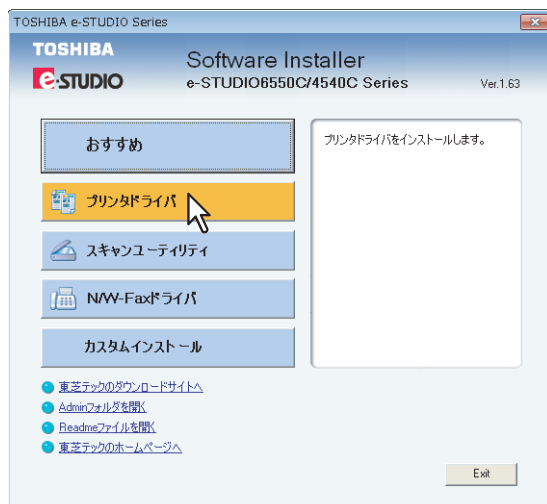 TOSHIBA e-STUDIO Series
TOSHIBA
e-STUDIO
Software Installer
e-STUDIO6550C/4540C Series
Ver.1.63
おすすめ
プリンタドライバをインストールします。
プリンタドライバ
スキャンユーティリティ
N/W-Faxドライバ
カスタムインストール
東芝テックのダウンロードサイトへ
Adminフォルダを開く
Readmeファイルを開く
東芝テックのホームページへ
Exit